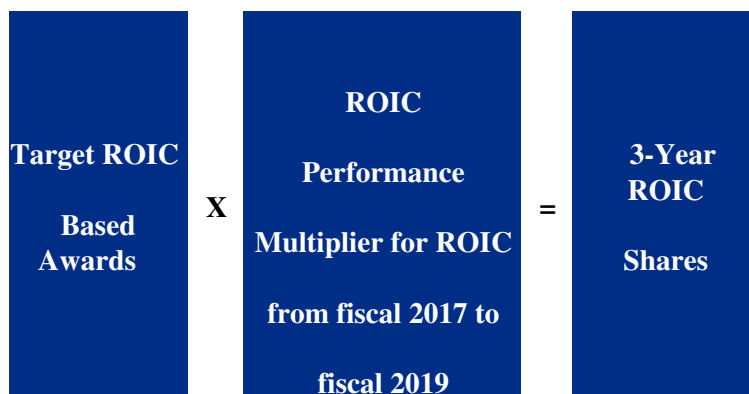 Target ROIC
Based
Awards
X
ROIC
Performance
Multiplier for ROIC
from fiscal 2017 to
fiscal 2019
=
3-Year
ROIC
Shares